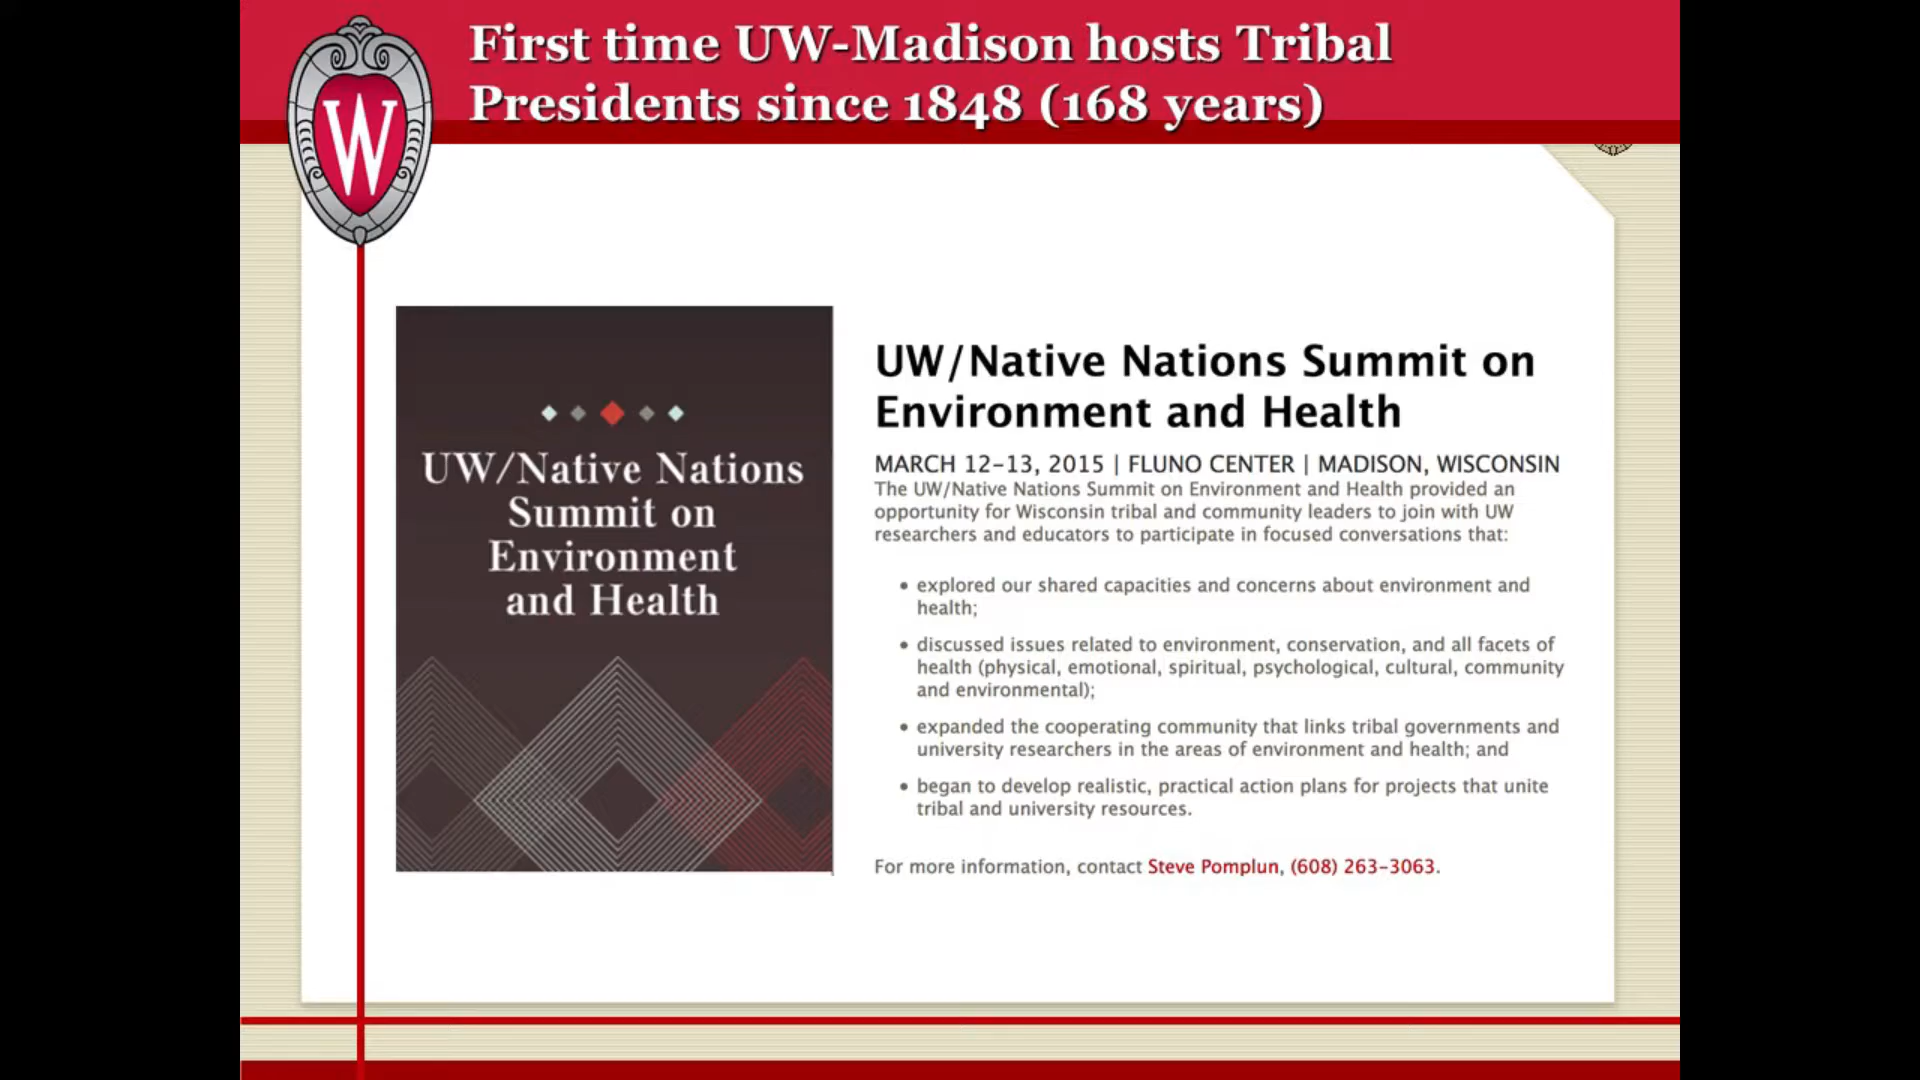 First time UW-Madison hosts Tribal
Presidents since 1848 (168 years)
W
UW/Native Nations
Summit on
Environment
and Health
UW/Native Nations Summit on
Environment and Health
MARCH 12–13, 2015 | FLUNO CENTER | MADISON, WISCONSIN
The UW/Native Nations Summit on Environment and Health provided an
opportunity for Wisconsin tribal and community leaders to join with UW
researchers and educators to participate in focused conversations that:
• explored our shared capacities and concerns about environment and
health;
• discussed issues related to environment, conservation, and all facets of
health (physical, emotional, spiritual, psychological, cultural, community
and environmental);
• expanded the cooperating community that links tribal governments and
university researchers in the areas of environment and health; and
• began to develop realistic, practical action plans for projects that unite
tribal and university resources.
For more information, contact Steve Pomplun, (608) 263–3063.